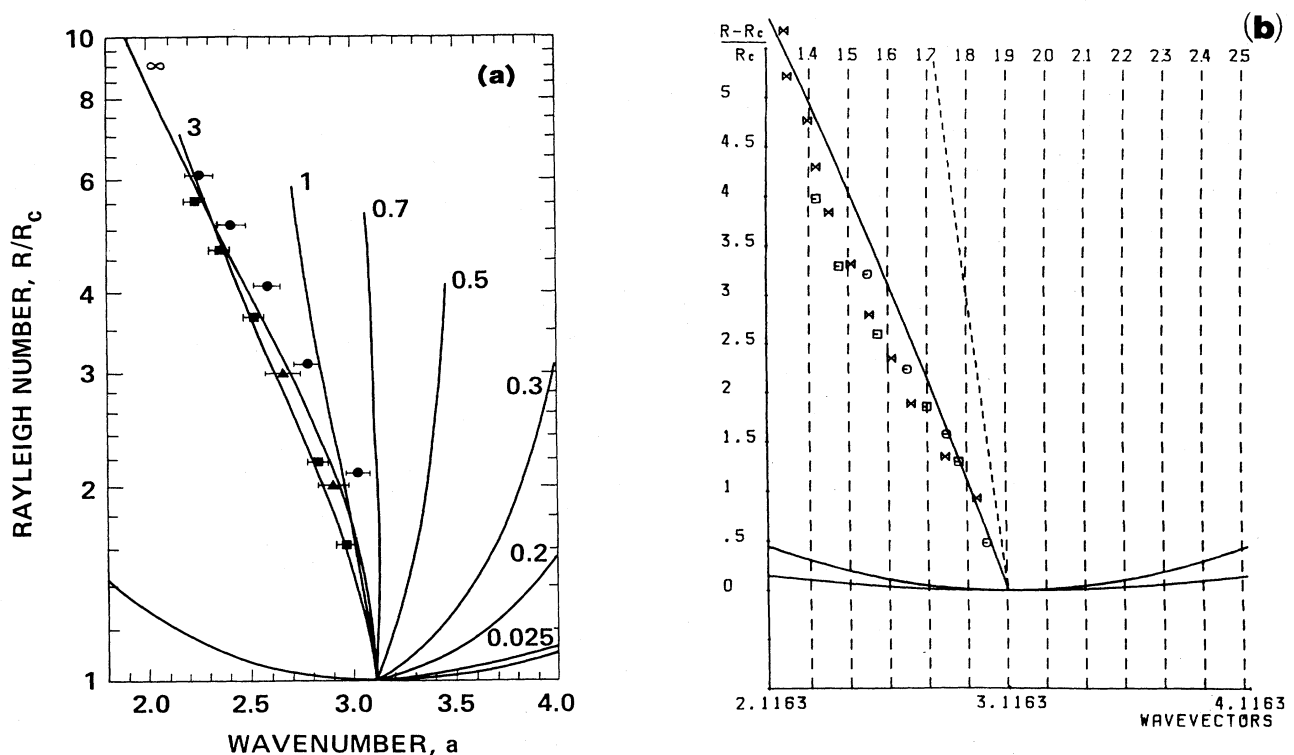 (a)
RAYLEIGH NUMBER, R/R_C
10
8
6
4
3
2
1
∞
3
1
0.7
0.5
0.3
0.2
0.025
2.0 2.5 3.0 3.5 4.0
WAVENUMBER, a
(b)
R-Rc
Rc
14 15 16 17 18 19 20 21 22 23 24 25
5
4.5
4
3.5
3
2.5
2
1.5
1
.5
0
2.1163 3.1163 4.1163
WAVEVECTORS